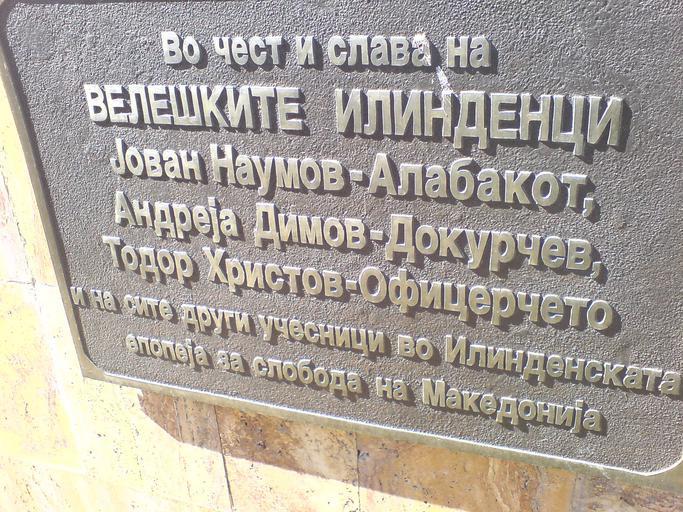 Во чест и слава на
ВЕЛЕШКИТЕ ИЛИНДЕНЦИ
Јован Наумов-Алабакот,
Андреја Димов-Докурчев,
Тодор Христов-Офицерчето
и на сите други учесници во Илинденската
епопеја за слобода на Македонија